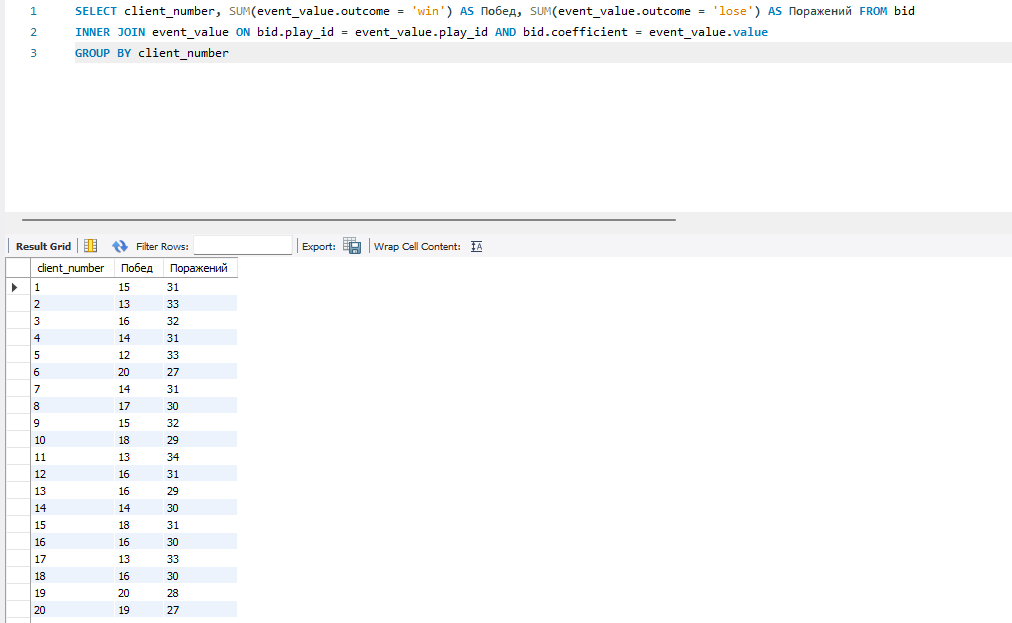 1 SELECT client_number, SUM(event_value.outcome = 'win') AS Побед, SUM(event_value.outcome = 'lose') AS Поражений FROM bid
2 INNER JOIN event_value ON bid.play_id = event_value.play_id AND bid.coefficient = event_value.value
3 GROUP BY client_number
Result Grid Filter Rows: Export: Wrap Cell Content:
client_number Побед Поражений
1 15 31
2 13 33
3 16 32
4 14 31
5 12 33
6 20 27
7 14 31
8 17 30
9 15 32
10 18 29
11 13 34
12 16 31
13 16 29
14 14 30
15 18 31
16 16 30
17 13 33
18 16 30
19 20 28
20 19 27